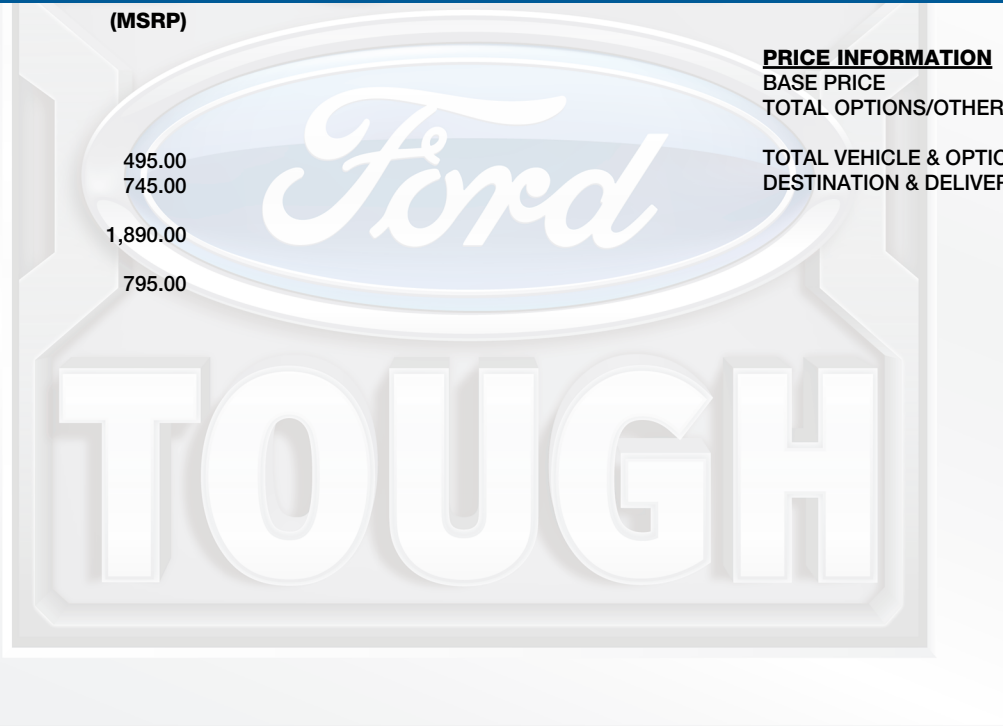 (MSRP)
495.00
745.00
1,890.00
795.00
PRICE INFORMATION
BASE PRICE
TOTAL OPTIONS/OTHER
TOTAL VEHICLE & OPTIO
DESTINATION & DELIVER
Ford
TOUGH